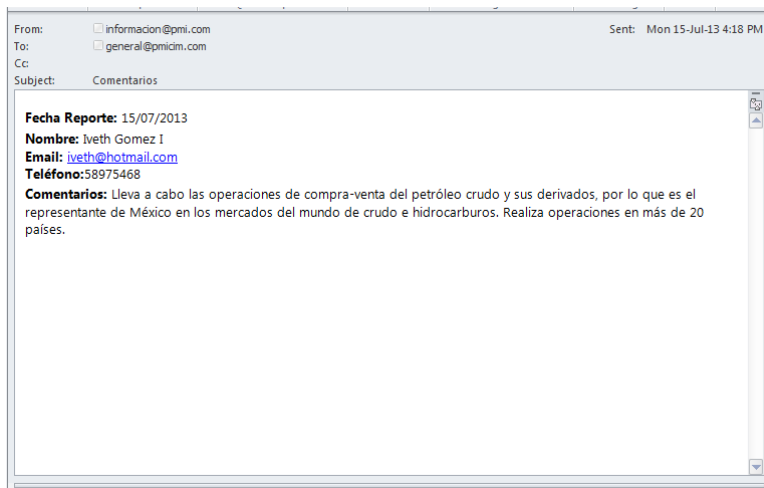 From: informacion@pmi.com Sent: Mon 15-Jul-13 4:18 PM
To: general@pmicim.com
Cc:
Subject: Comentarios
Fecha Reporte: 15/07/2013
Nombre: Iveth Gomez I
Email: iveth@hotmail.com
Teléfono:58975468
Comentarios: Lleva a cabo las operaciones de compra-venta del petróleo crudo y sus derivados, por lo que es el
representante de México en los mercados del mundo de crudo e hidrocarburos. Realiza operaciones en más de 20
países.